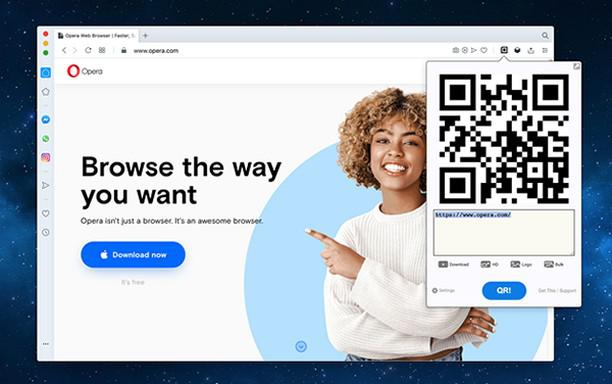 Opera Web Browser | Faster, S
www.opera.com
Opera
Browse the way
you want
Opera isn't just a browser. It's an awesome browser.
Download now
It's free
https://www.opera.com/
Download
HD
Logo
Bulk
Settings
QR!
Get This / Support